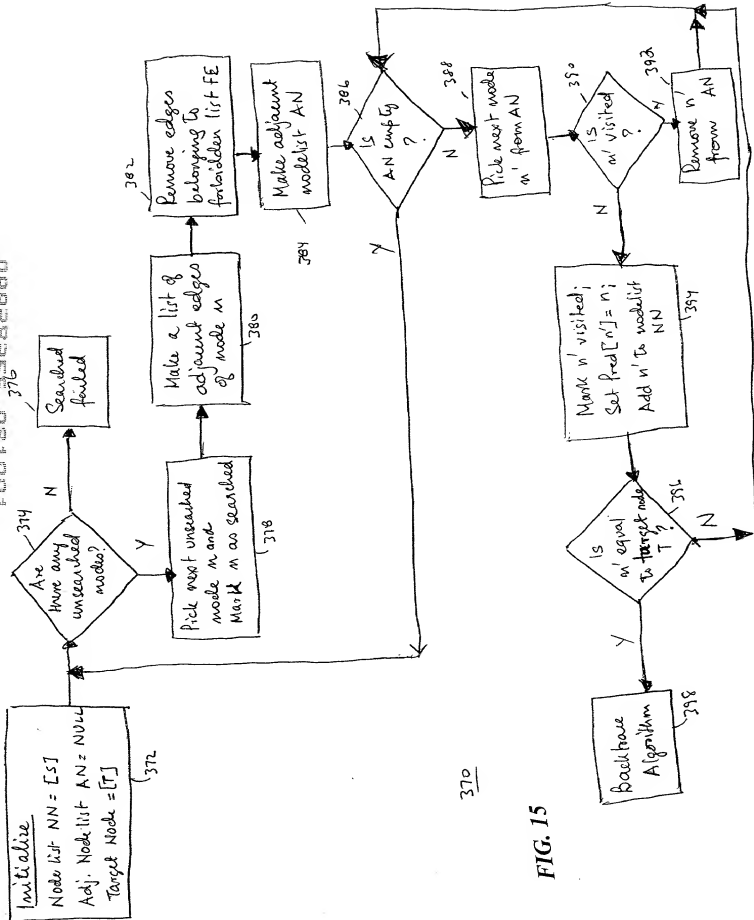 Initialize
Node list NN = [S]
Adj. Node list AN = NULL
Target Node = [T]
372
Are
there any
unsearched
nodes?
374
N
Searched
failed
376
Y
Pick next unsearched
node n and
Mark n as searched
378
Make a list of
adjacent edges
of node n
380
Remove edges
belonging to
forbidden list FE
382
Make adjacent
nodelist AN
384
Is
AN empty
?
386
Y
N
Pick next node
n' from AN
388
Is
n' visited
?
390
Y
Remove n'
from AN
392
N
Mark n' visited;
Set Pred[n'] = n;
Add n' to nodelist
NN
394
Is
n' equal
to target node
T ?
396
N
Y
Backtrace
Algorithm
398
370
FIG. 15